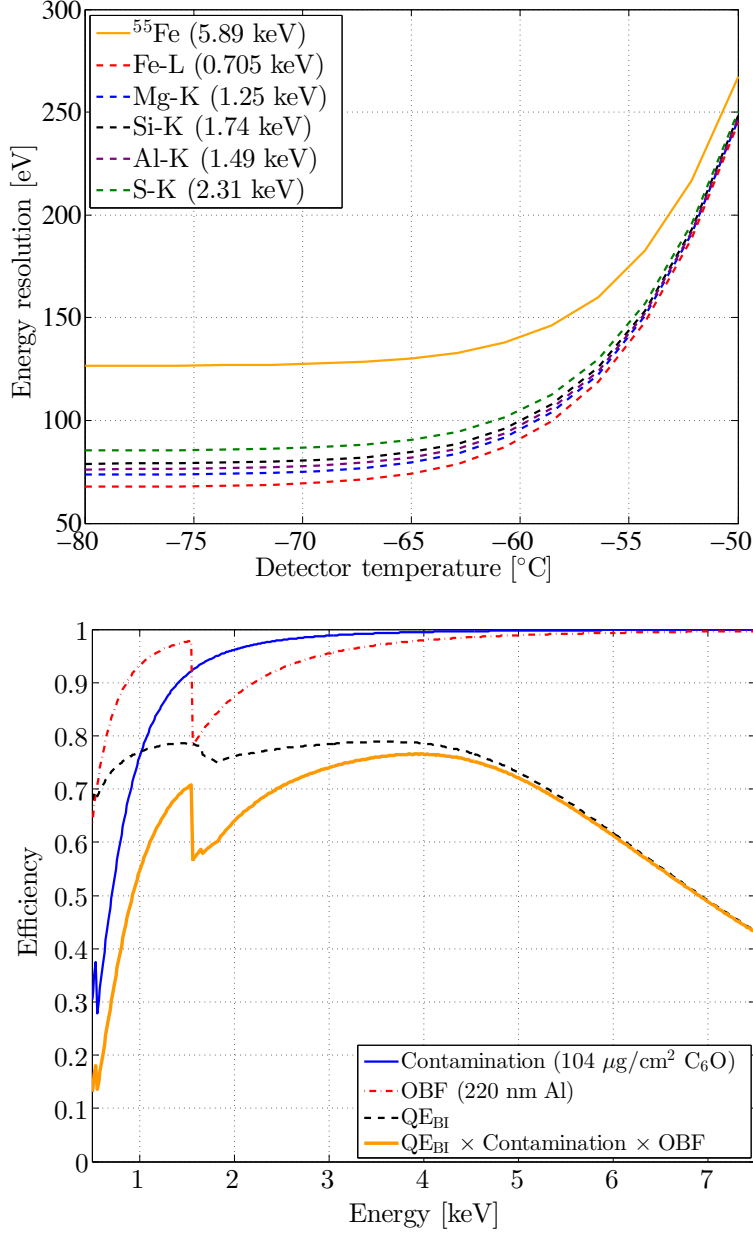 300
250
200
150
100
50
Energy resolution [eV]
⁵⁵Fe (5.89 keV)
Fe-L (0.705 keV)
Mg-K (1.25 keV)
Si-K (1.74 keV)
Al-K (1.49 keV)
S-K (2.31 keV)
−80 −75 −70 −65 −60 −55 −50
Detector temperature [°C]
1
0.9
0.8
0.7
0.6
0.5
0.4
0.3
0.2
0.1
0
Efficiency
Contamination (104 μg/cm² C₆O)
OBF (220 nm Al)
QE_BI
QE_BI × Contamination × OBF
1 2 3 4 5 6 7
Energy [keV]